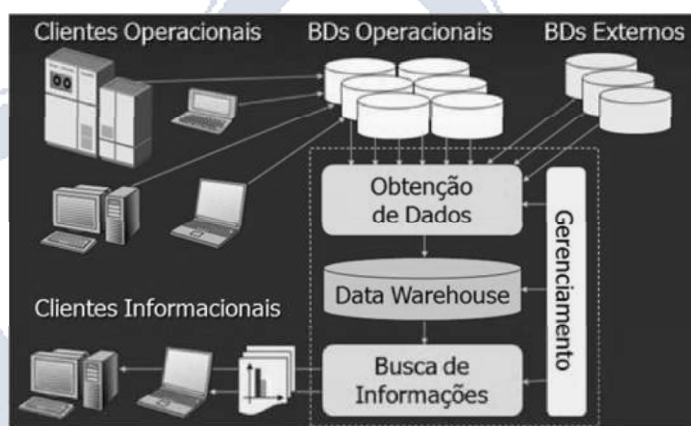 Clientes Operacionais
BDs Operacionais
BDs Externos
Obtenção
de Dados
Gerenciamento
Data Warehouse
Clientes Informacionais
Busca de
Informações